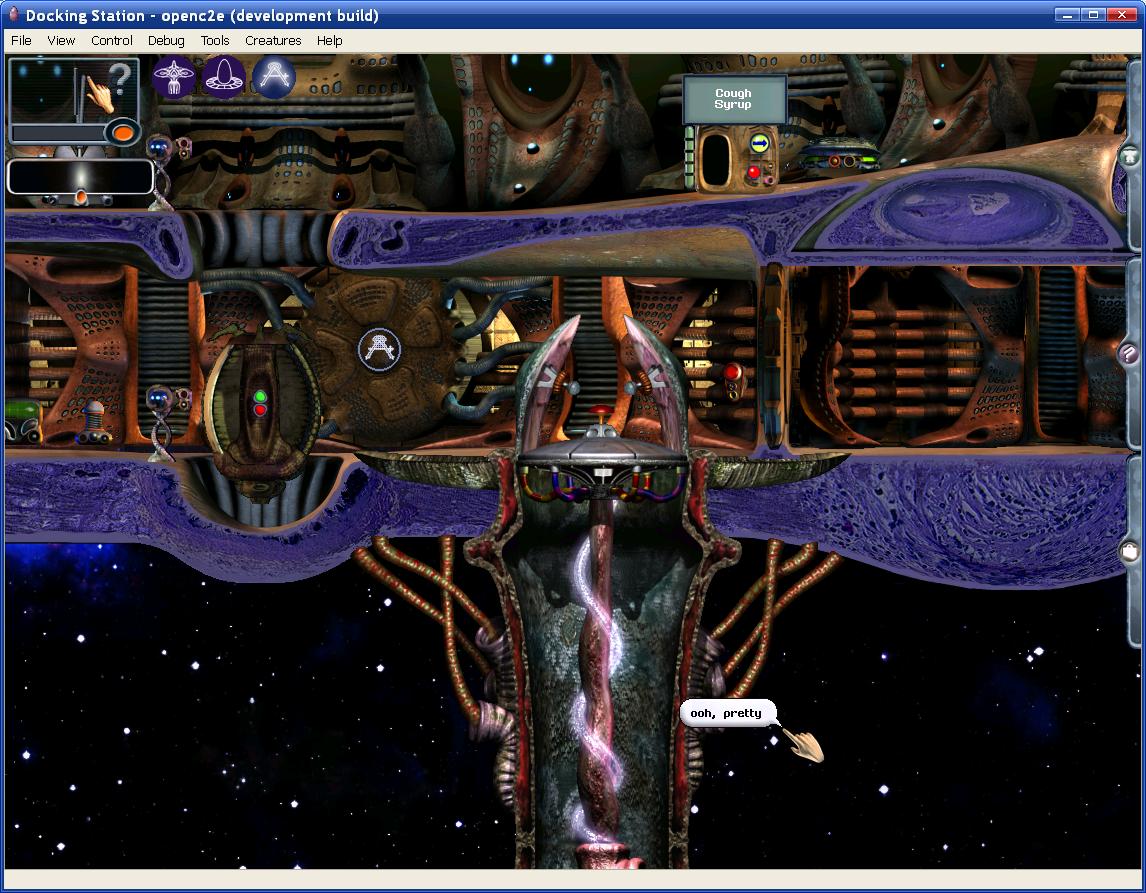 Docking Station - openc2e (development build)
File View Control Debug Tools Creatures Help
Cough
Syrup
ooh, pretty